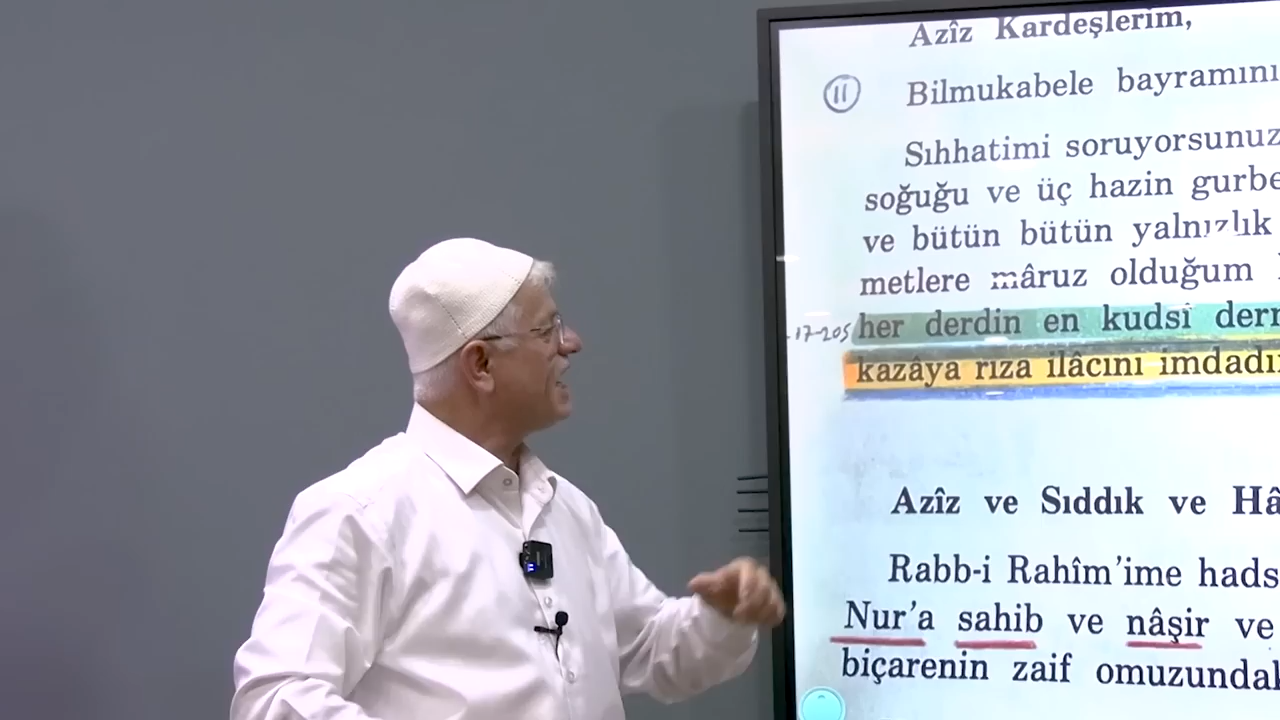 Azîz Kardeşlerim,
11 Bilmukabele bayramını
Sıhhatimi soruyorsunuz
soğuğu ve üç hazin gurbe
ve bütün bütün yalnızlık
metlere mâruz olduğum
17-205 her derdin en kudsî derm
kazâya rıza ilâcını imdadı
Azîz ve Sıddık ve Hâ
Rabb-i Rahîm'ime hads
Nur'a sahib ve nâşir ve
biçarenin zaif omuzundak